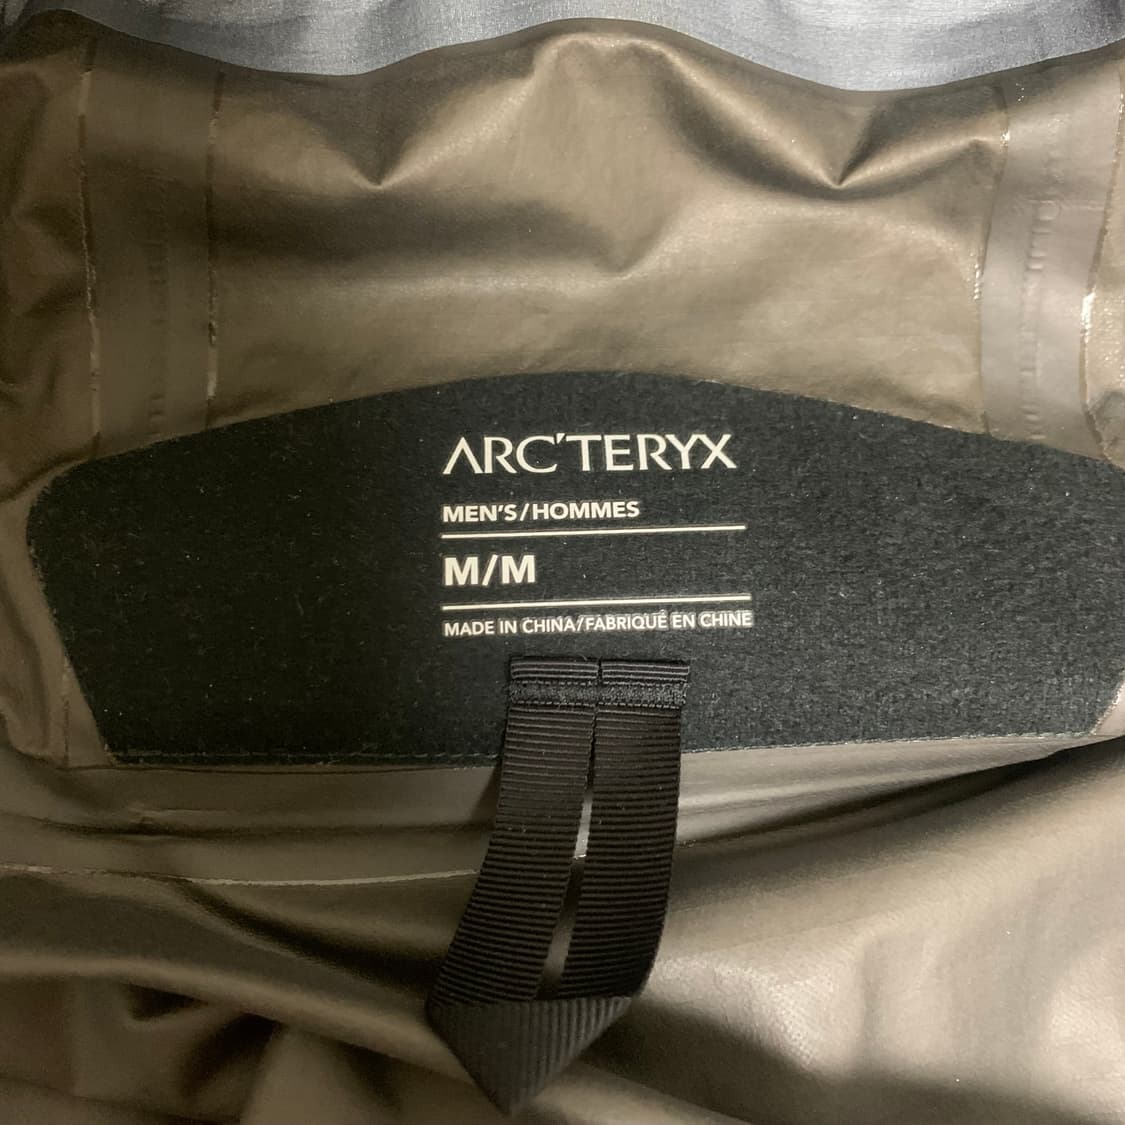 ARC'TERYX
MEN'S/HOMMES
M/M
MADE IN CHINA/FABRIQUÉ EN CHINE